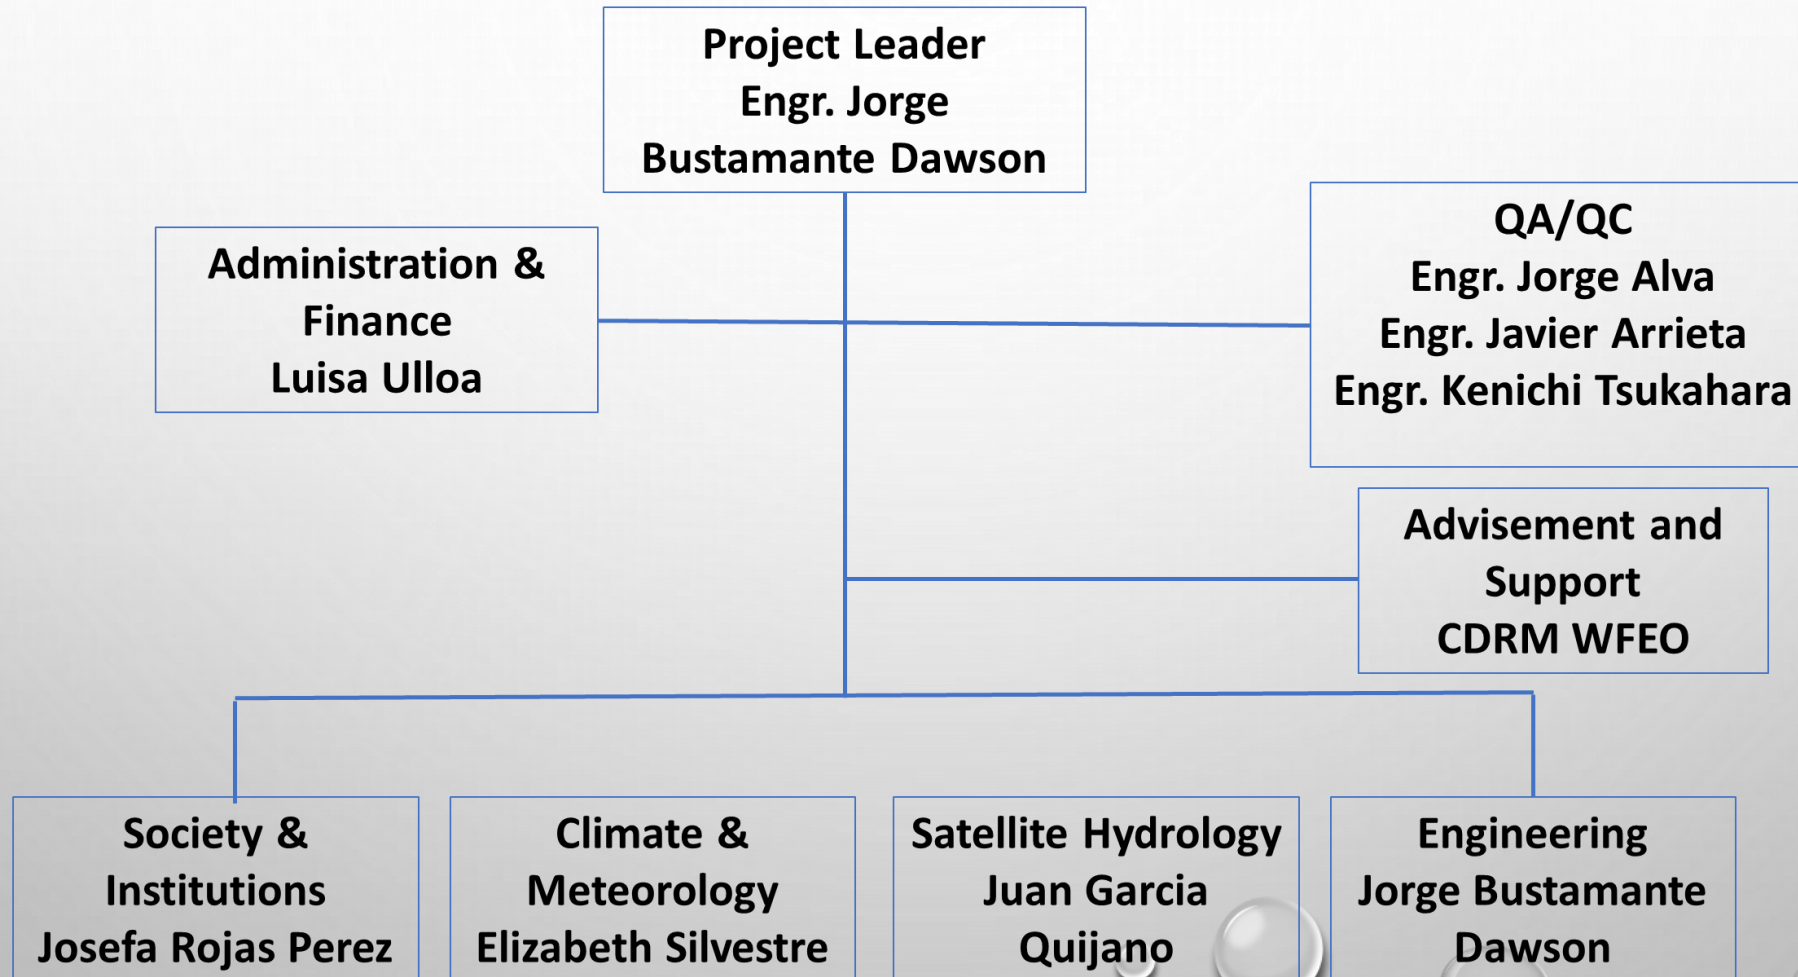 Project Leader
Engr. Jorge
Bustamante Dawson
Administration &
Finance
Luisa Ulloa
QA/QC
Engr. Jorge Alva
Engr. Javier Arrieta
Engr. Kenichi Tsukahara
Advisement and
Support
CDRM WFEO
Society &
Institutions
Josefa Rojas Perez
Climate &
Meteorology
Elizabeth Silvestre
Satellite Hydrology
Juan Garcia
Quijano
Engineering
Jorge Bustamante
Dawson